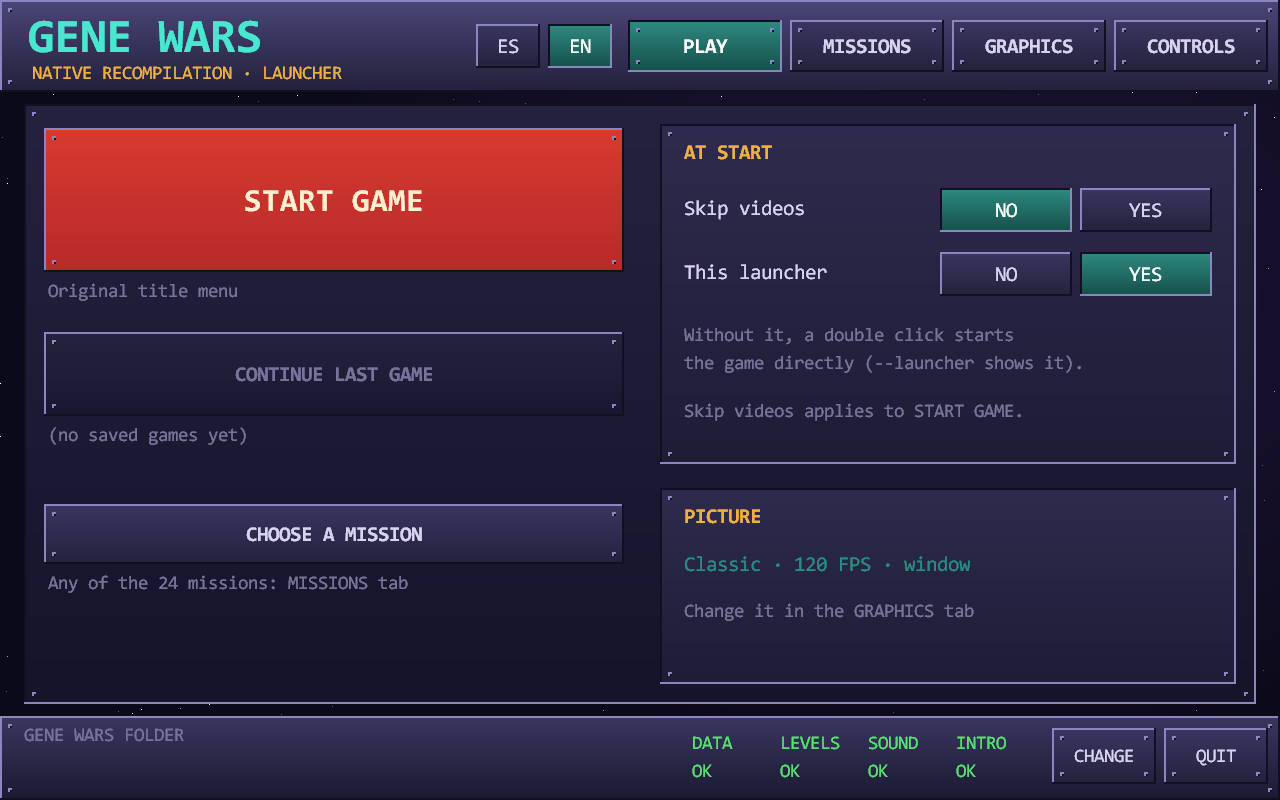 GENE WARS
NATIVE RECOMPILATION · LAUNCHER
ES
EN
PLAY
MISSIONS
GRAPHICS
CONTROLS
START GAME
Original title menu
CONTINUE LAST GAME
(no saved games yet)
CHOOSE A MISSION
Any of the 24 missions: MISSIONS tab
AT START
Skip videos
NO
YES
This launcher
NO
YES
Without it, a double click starts
the game directly (--launcher shows it).
Skip videos applies to START GAME.
PICTURE
Classic · 120 FPS · window
Change it in the GRAPHICS tab
GENE WARS FOLDER
DATA
OK
LEVELS
OK
SOUND
OK
INTRO
OK
CHANGE
QUIT